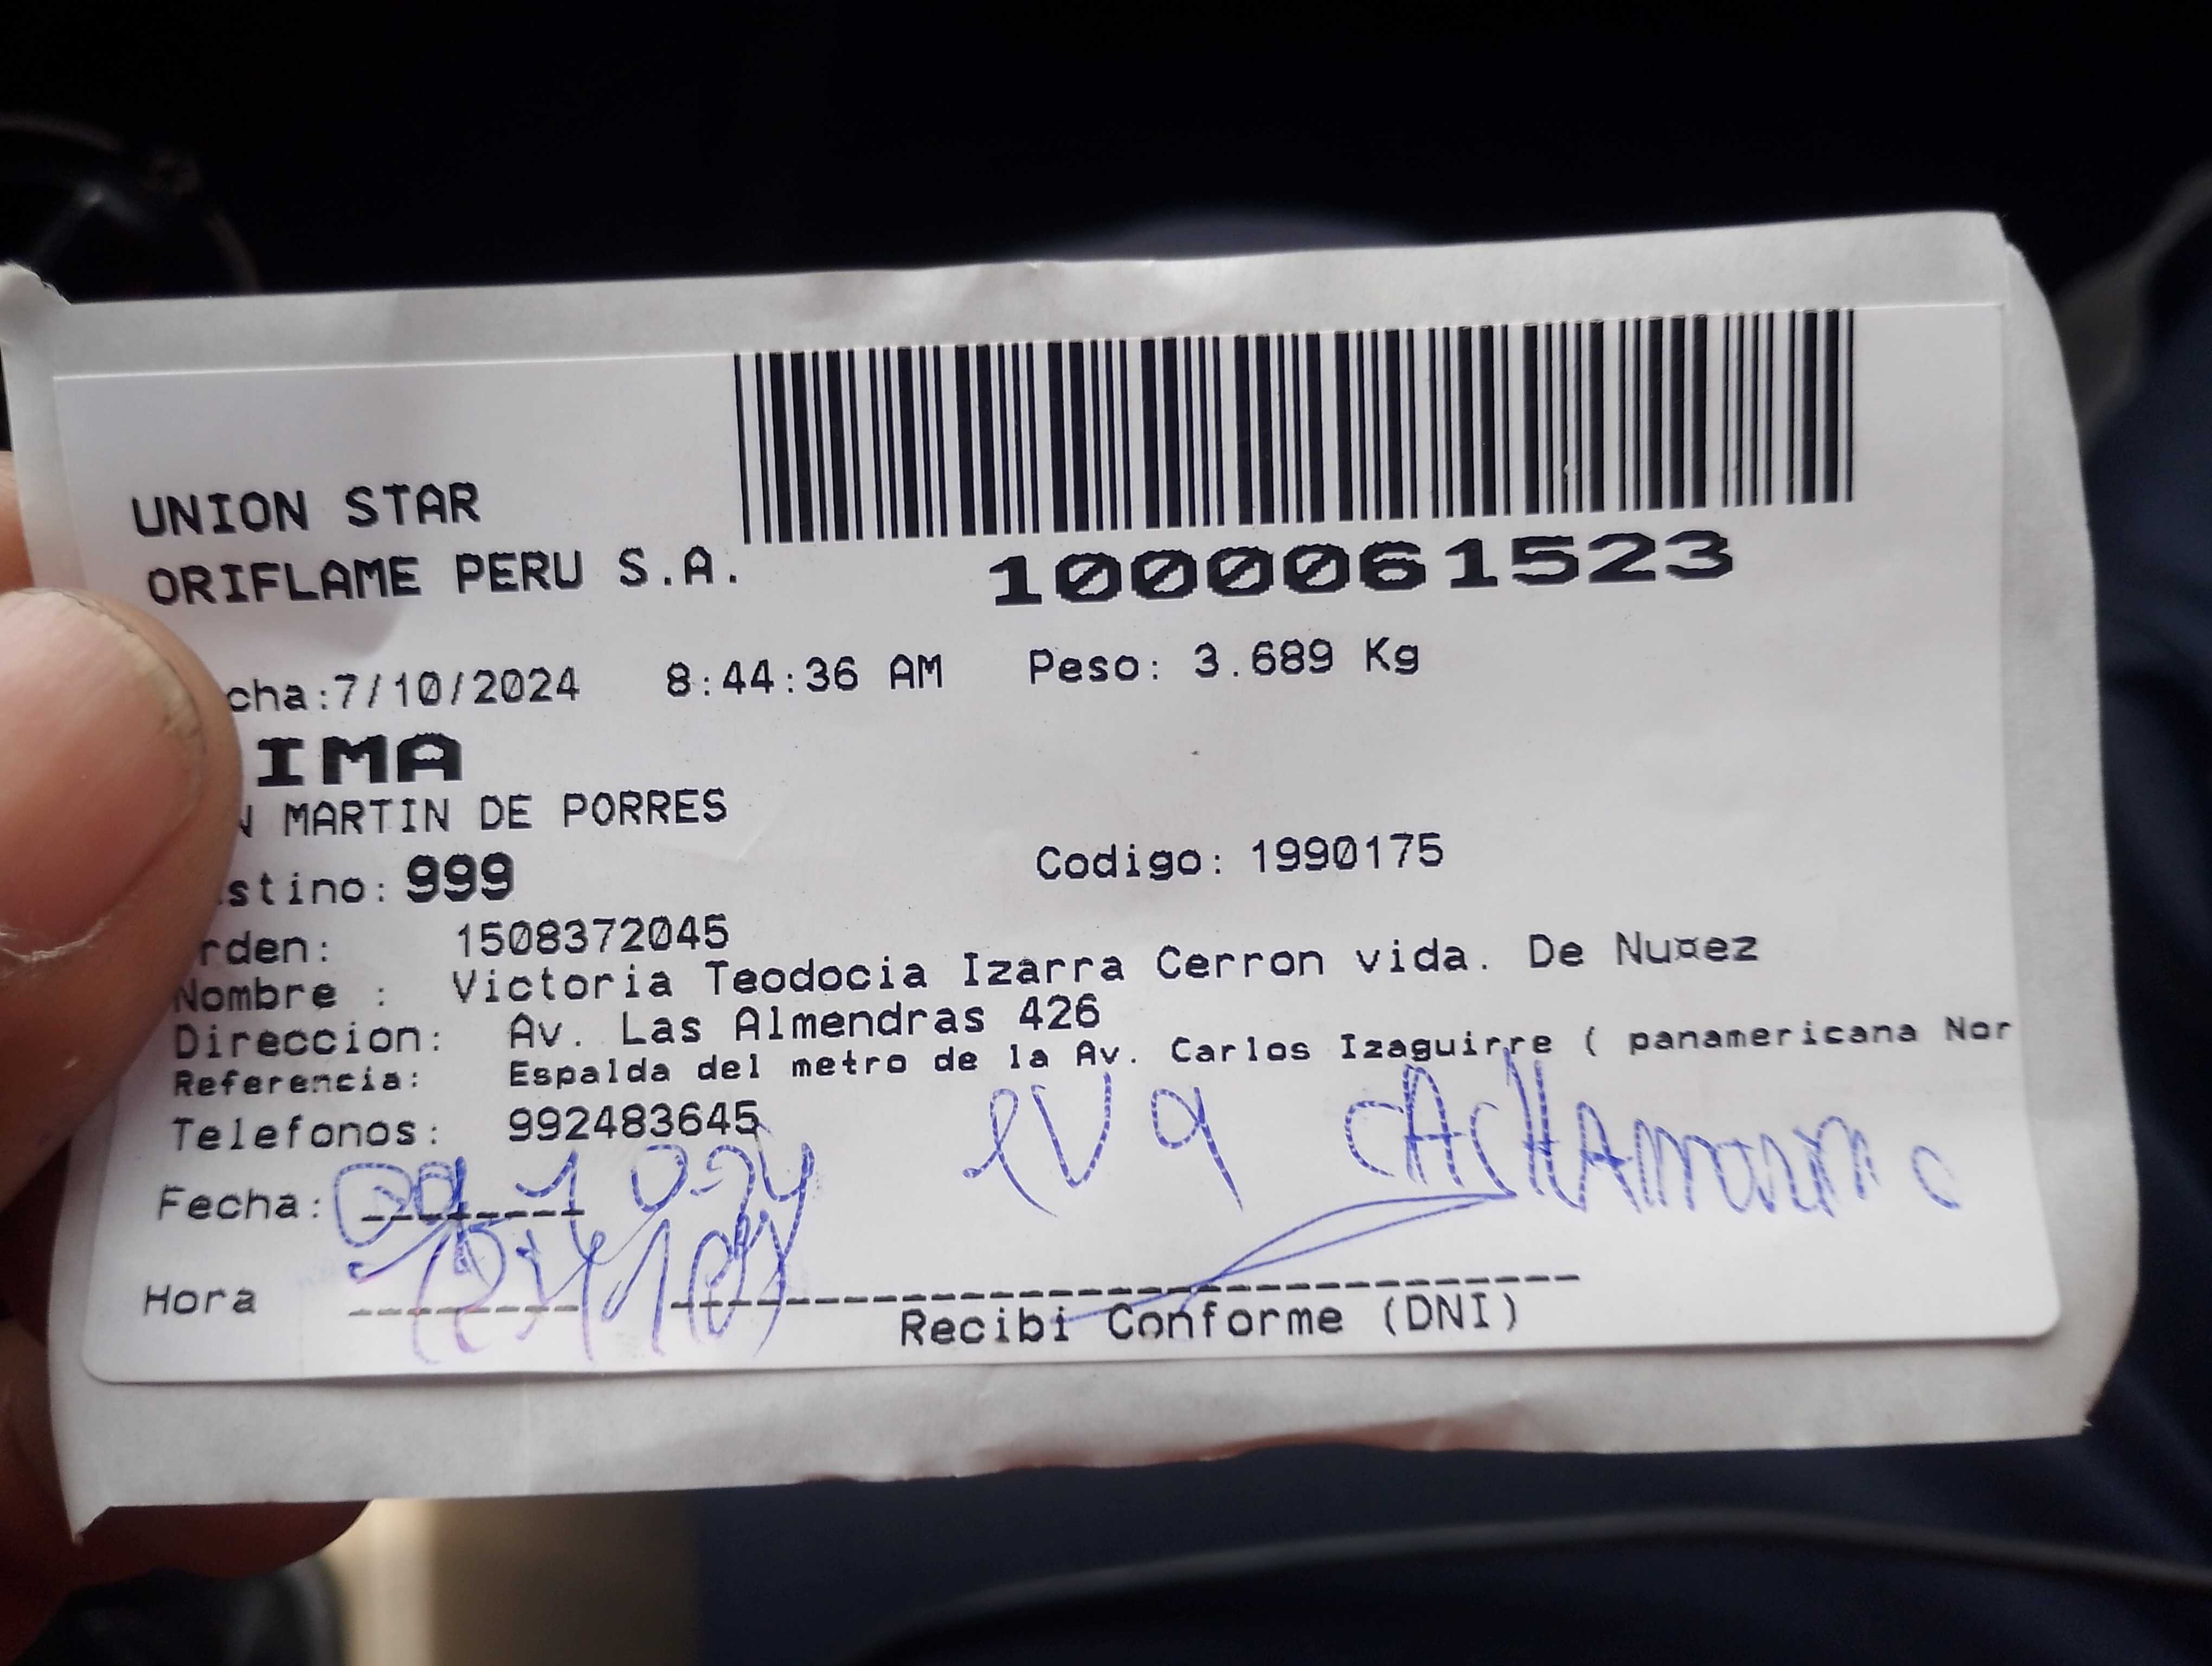 UNION STAR
ORIFLAME PERU S.A.
1000061523
cha:7/10/2024 8:44:36 AM Peso: 3.689 Kg
IMA
N MARTIN DE PORRES
stino: 999 Codigo: 1990175
rden: 1508372045
Nombre : Victoria Teodocia Izarra Cerron vida. De Nu¤ez
Direccion: Av. Las Almendras 426
Referencia: Espalda del metro de la Av. Carlos Izaguirre ( panamericana Nor
Telefonos: 992483645
eva
Fecha:
Hora
Recibi Conforme (DNI)